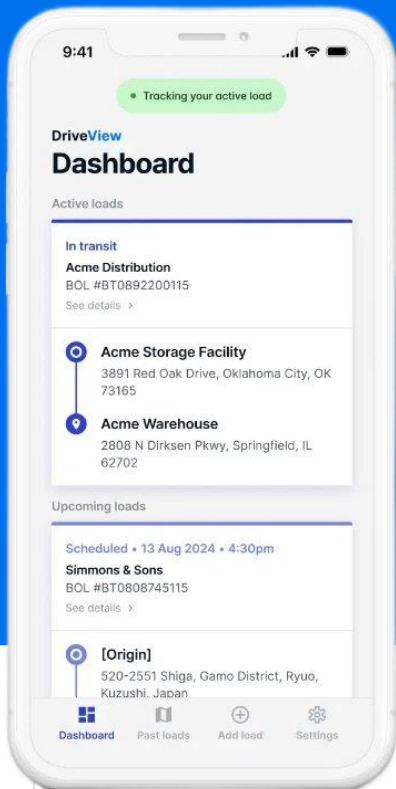 9:41
Tracking your active load
DriveView
Dashboard
Active loads
In transit
Acme Distribution
BOL #BT0892200115
See details >
Acme Storage Facility
3891 Red Oak Drive, Oklahoma City, OK
73165
Acme Warehouse
2808 N Dirksen Pkwy, Springfield, IL
62702
Upcoming loads
Scheduled • 13 Aug 2024 • 4:30pm
Simmons & Sons
BOL #BT0808745115
See details >
[Origin]
520-2551 Shiga, Gamo District, Ryuo,
Kuzushi, Japan
Dashboard Past loads Add load Settings